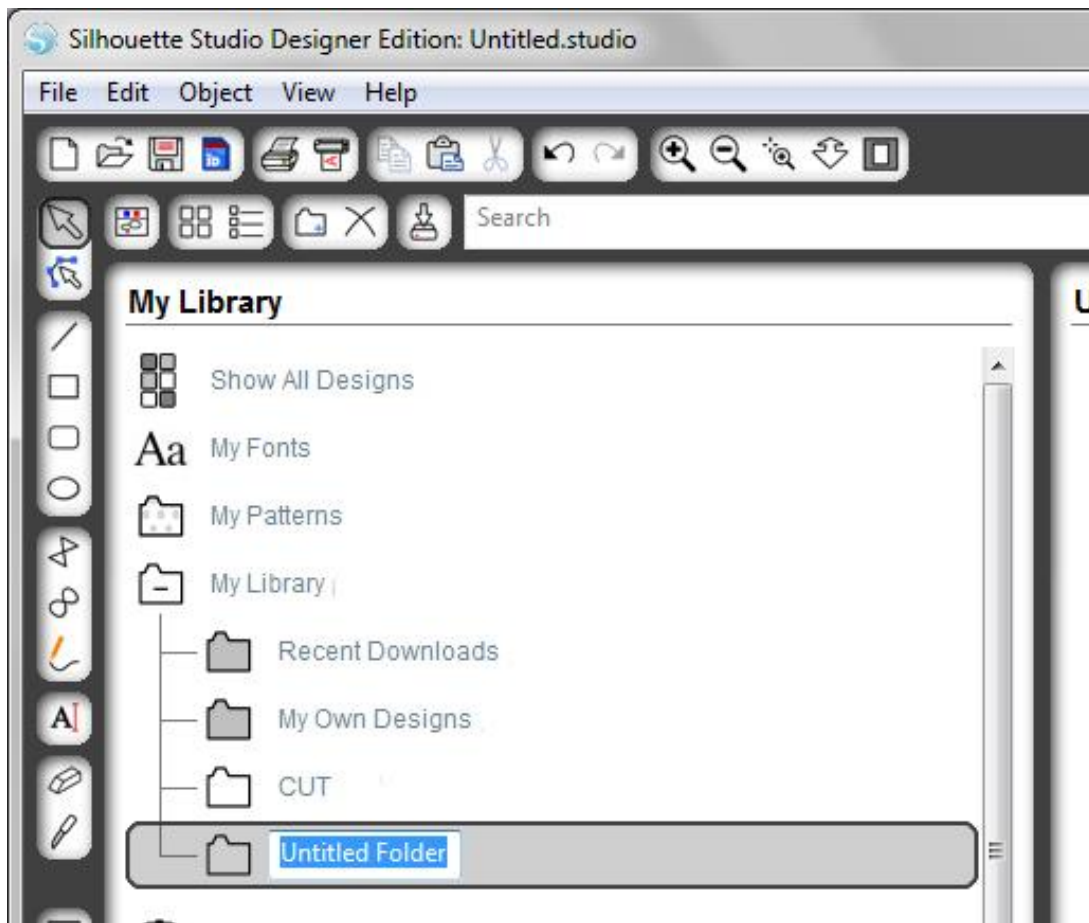 Silhouette Studio Designer Edition: Untitled.studio
File Edit Object View Help
Search
My Library
Show All Designs
Aa My Fonts
My Patterns
My Library
Recent Downloads
My Own Designs
CUT
A
Untitled Folder